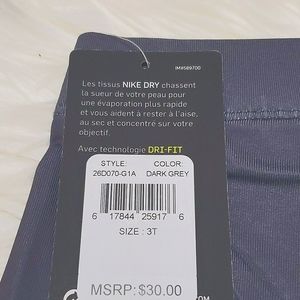 IM#589700
Les tissus NIKE DRY chassent
la sueur de votre peau pour
une évaporation plus rapide
et vous aident à rester à l'aise,
au sec et concentré sur votre
objectif.
Avec technologie DRI-FIT
STYLE: COLOR:
26D070-G1A DARK GREY
6 17844 25917 6
SIZE : 3T
MSRP: $30.00
.COM